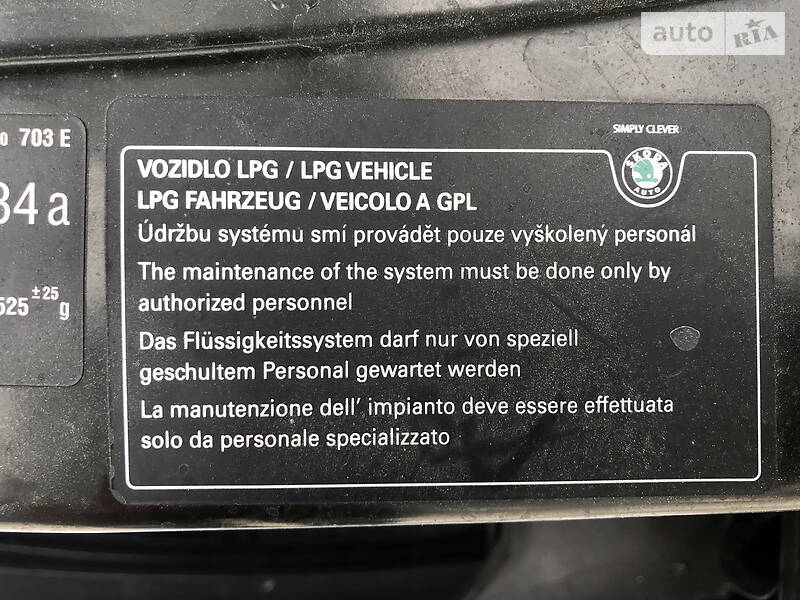 auto RIA
SIMPLY CLEVER
ŠKODA
AUTO
703 E
34a
525 ±25 g
VOZIDLO LPG / LPG VEHICLE
LPG FAHRZEUG / VEICOLO A GPL
Údržbu systému smí provádět pouze vyškolený personál
The maintenance of the system must be done only by
authorized personnel
Das Flüssigkeitssystem darf nur von speziell
geschultem Personal gewartet werden
La manutenzione dell' impianto deve essere effettuata
solo da personale specializzato